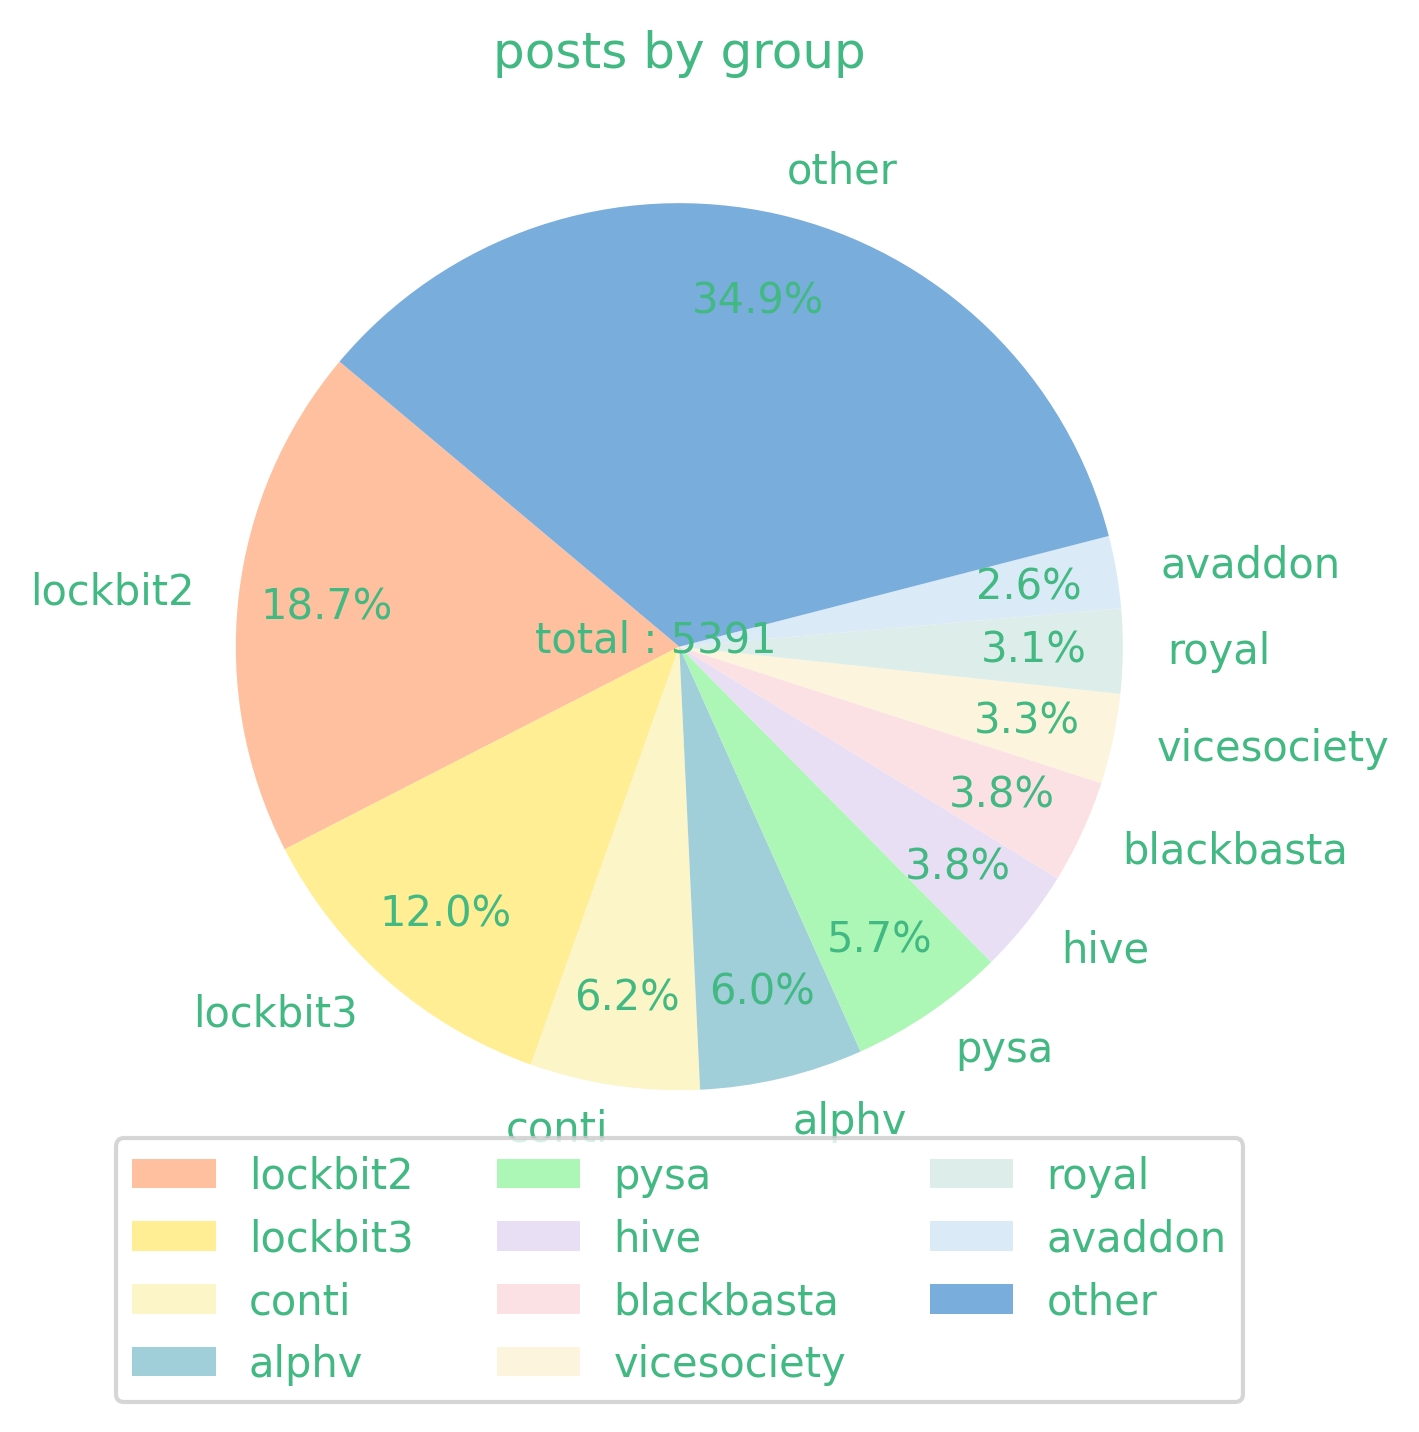 posts by group
other
34.9%
avaddon
2.6%
lockbit2
18.7%
total : 5391
royal
3.1%
3.3%
vicesociety
3.8%
blackbasta
3.8%
hive
12.0%
5.7%
6.2%
6.0%
lockbit3
pysa
conti
alphv
lockbit2
lockbit3
conti
alphv
pysa
hive
blackbasta
vicesociety
royal
avaddon
other